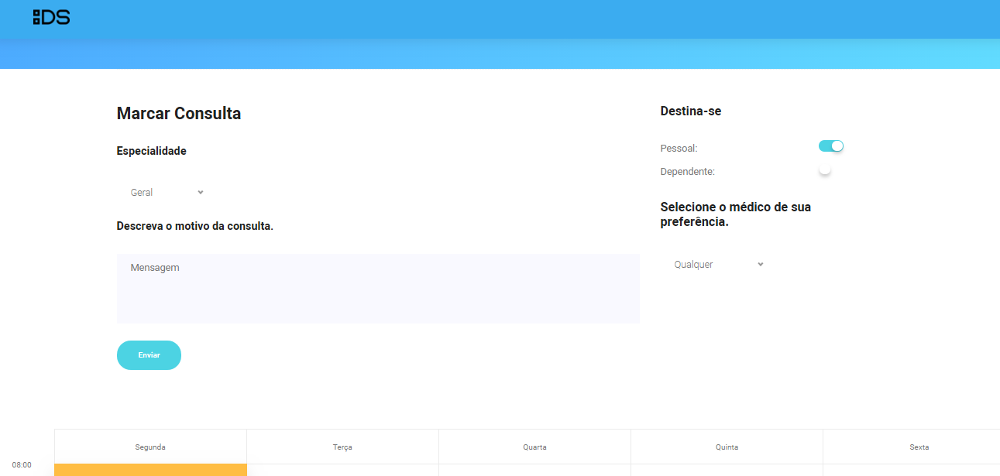 DS
Marcar Consulta
Especialidade
Geral
Descreva o motivo da consulta.
Mensagem
Enviar
Destina-se
Pessoal:
Dependente:
Selecione o médico de sua
preferência.
Qualquer
Segunda Terça Quarta Quinta Sexta
08:00